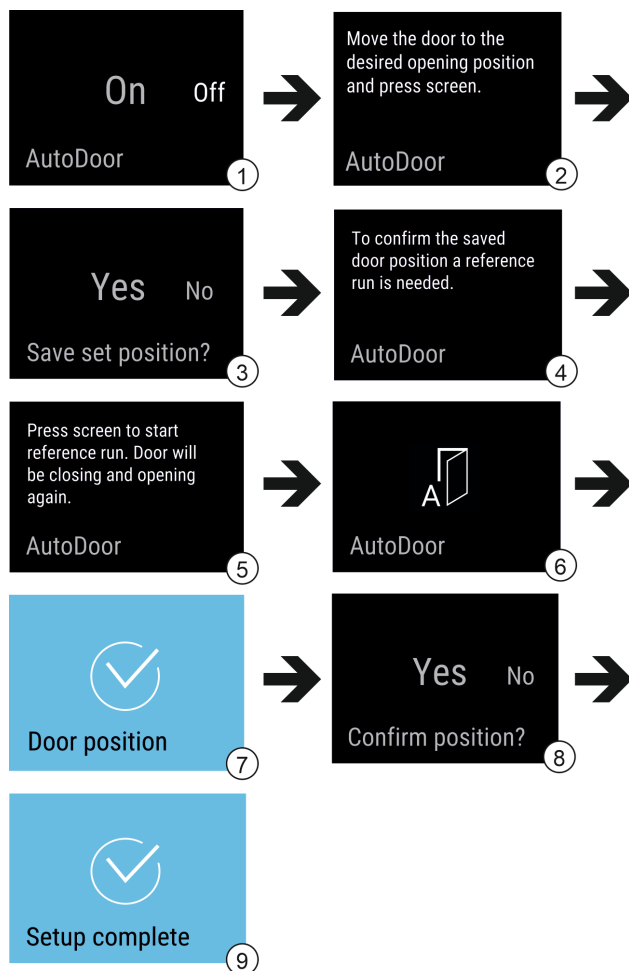 On Off
AutoDoor
1
Move the door to the
desired opening position
and press screen.
AutoDoor
2
Yes No
Save set position?
3
To confirm the saved
door position a reference
run is needed.
AutoDoor
4
Press screen to start
reference run. Door will
be closing and opening
again.
AutoDoor
5
A
AutoDoor
6
Door position
7
Yes No
Confirm position?
8
Setup complete
9